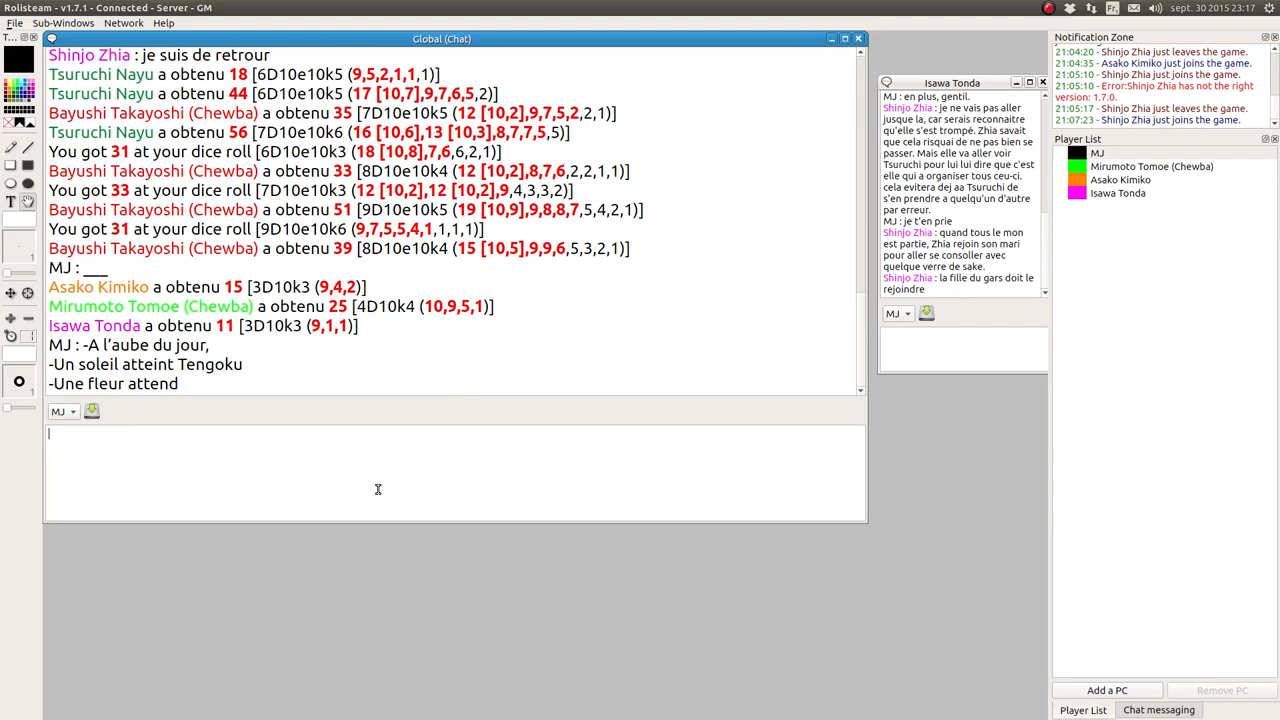 Rolisteam - v1.7.1 - Connected - Server - GM
Fr
sept. 30 2015 23:17
File Sub-Windows Network Help
T...
Global (Chat)
Shinjo Zhia : je suis de retrour
Tsuruchi Nayu a obtenu 18 [6D10e10k5 (9,5,2,1,1,1)]
Tsuruchi Nayu a obtenu 44 [6D10e10k5 (17 [10,7],9,7,6,5,2)]
Bayushi Takayoshi (Chewba) a obtenu 35 [7D10e10k5 (12 [10,2],9,7,5,2,2,1)]
Tsuruchi Nayu a obtenu 56 [7D10e10k6 (16 [10,6],13 [10,3],8,7,7,5,5)]
You got 31 at your dice roll [6D10e10k3 (18 [10,8],7,6,6,2,1)]
Bayushi Takayoshi (Chewba) a obtenu 33 [8D10e10k4 (12 [10,2],8,7,6,2,2,1,1)]
You got 33 at your dice roll [7D10e10k3 (12 [10,2],12 [10,2],9,4,3,3,2)]
Bayushi Takayoshi (Chewba) a obtenu 51 [9D10e10k5 (19 [10,9],9,8,8,7,5,4,2,1)]
You got 31 at your dice roll [9D10e10k6 (9,7,5,5,4,1,1,1,1)]
Bayushi Takayoshi (Chewba) a obtenu 39 [8D10e10k4 (15 [10,5],9,9,6,5,3,2,1)]
MJ : ___
Asako Kimiko a obtenu 15 [3D10k3 (9,4,2)]
Mirumoto Tomoe (Chewba) a obtenu 25 [4D10k4 (10,9,5,1)]
Isawa Tonda a obtenu 11 [3D10k3 (9,1,1)]
MJ : -A l’aube du jour,
-Un soleil atteint Tengoku
-Une fleur attend
MJ
T
1
1
Isawa Tonda
MJ : en plus, gentil.
Shinjo Zhia : je ne vais pas aller
jusque la, car serais reconnaitre
qu'elle s'est trompé. Zhia savait
que cela risquai de ne pas bien se
passer. Mais elle va aller voir
Tsuruchi pour lui lui dire que c'est
elle qui a organiser tous ceu-ci.
cela evitera dej aa Tsuruchi de
s'en prendre a quelqu'un d'autre
par erreur.
MJ : je t'en prie
Shinjo Zhia : quand tous le mon
est partie, Zhia rejoin son mari
pour aller se consoller avec
quelque verre de sake.
Shinjo Zhia : la fille du gars doit le
rejoindre
MJ
Notification Zone
21:04:20 - Shinjo Zhia just leaves the game.
21:04:35 - Asako Kimiko just joins the game.
21:05:10 - Shinjo Zhia just joins the game.
21:05:10 - Error:Shinjo Zhia has not the right
version: 1.7.0.
21:05:17 - Shinjo Zhia just leaves the game.
21:07:23 - Shinjo Zhia just joins the game.
Player List
MJ
Mirumoto Tomoe (Chewba)
Asako Kimiko
Isawa Tonda
Add a PC
Remove PC
Player List
Chat messaging